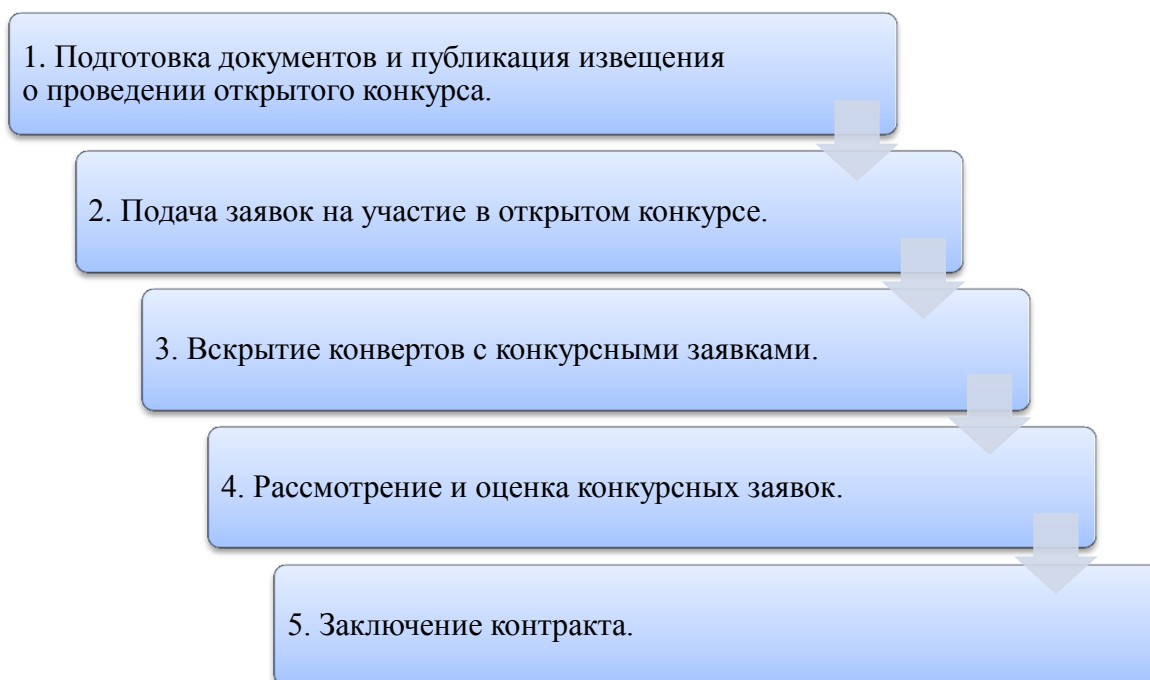 1. Подготовка документов и публикация извещения
о проведении открытого конкурса.
2. Подача заявок на участие в открытом конкурсе.
3. Вскрытие конвертов с конкурсными заявками.
4. Рассмотрение и оценка конкурсных заявок.
5. Заключение контракта.